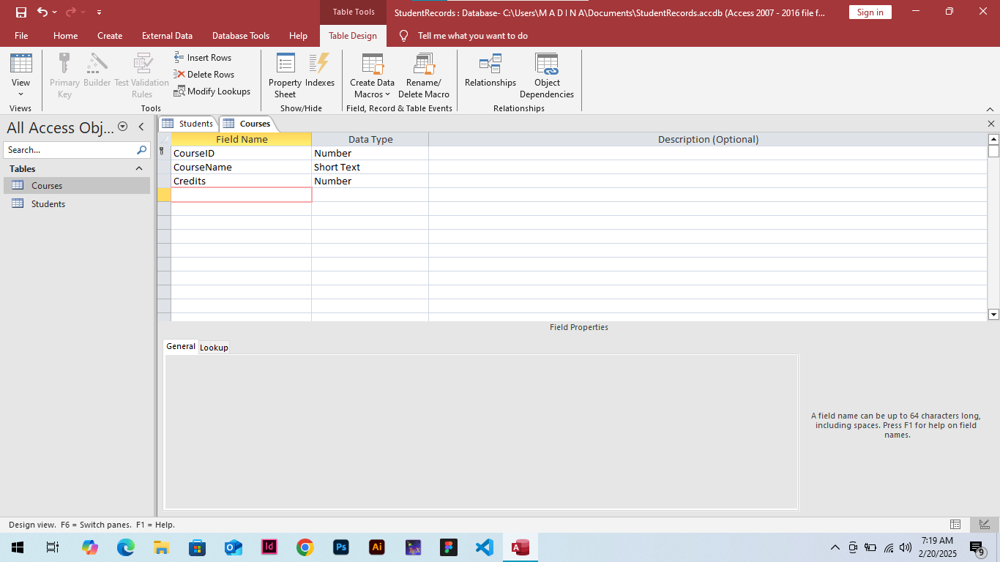 Table Tools
StudentRecords : Database- C:\Users\M A D I N A\Documents\StudentRecords.accdb (Access 2007 - 2016 file f...
Sign in
File Home Create External Data Database Tools Help Table Design Tell me what you want to do
View
Primary Key
Builder
Test Validation Rules
Insert Rows
Delete Rows
Modify Lookups
Property Sheet
Indexes
Create Data Macros
Rename/ Delete Macro
Relationships
Object Dependencies
Views Tools Show/Hide Field, Record & Table Events Relationships
All Access Obj...
Search...
Tables
Courses
Students
Students Courses
Field Name Data Type Description (Optional)
CourseID Number
CourseName Short Text
Credits Number
Field Properties
General Lookup
A field name can be up to 64 characters long,
including spaces. Press F1 for help on field
names.
Design view. F6 = Switch panes. F1 = Help.
Id Ps Ai TEX A
7:19 AM
2/20/2025
9